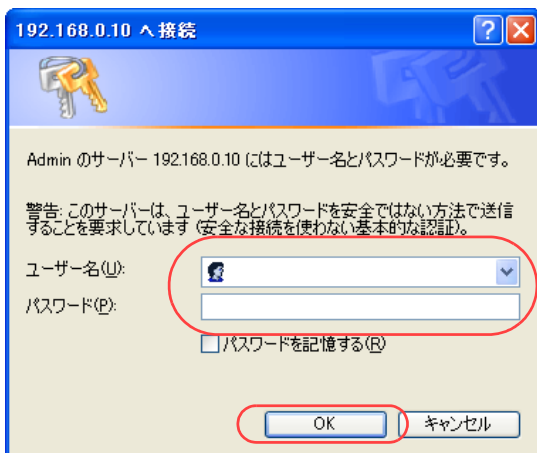 192.168.0.10 へ接続
Admin のサーバー 192.168.0.10 にはユーザー名とパスワードが必要です。
警告: このサーバーは、ユーザー名とパスワードを安全ではない方法で送信
することを要求しています (安全な接続を使わない基本的な認証)。
ユーザー名(U):
パスワード(P):
パスワードを記憶する(R)
OK
キャンセル